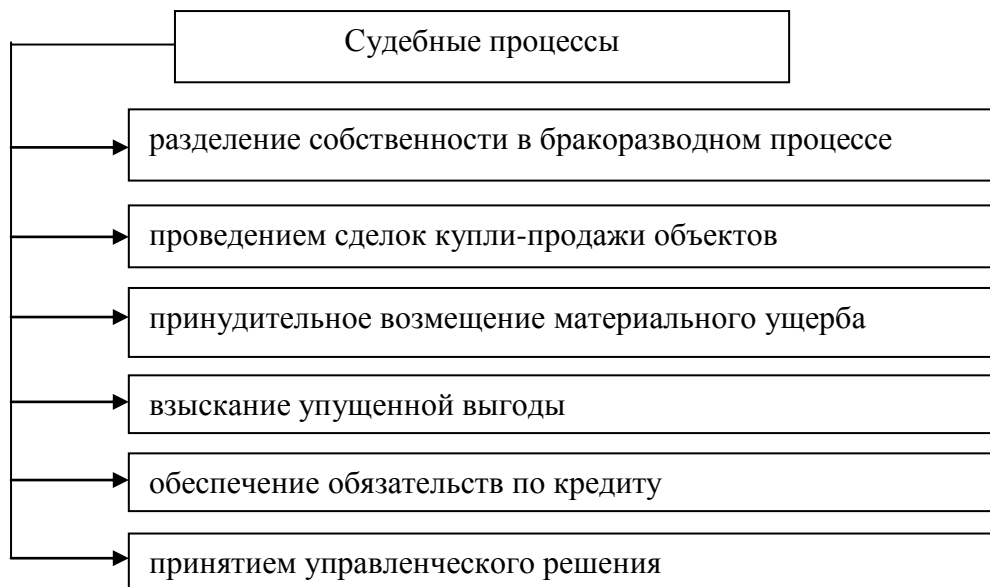 Судебные процессы
разделение собственности в бракоразводном процессе
проведением сделок купли-продажи объектов
принудительное возмещение материального ущерба
взыскание упущенной выгоды
обеспечение обязательств по кредиту
принятием управленческого решения